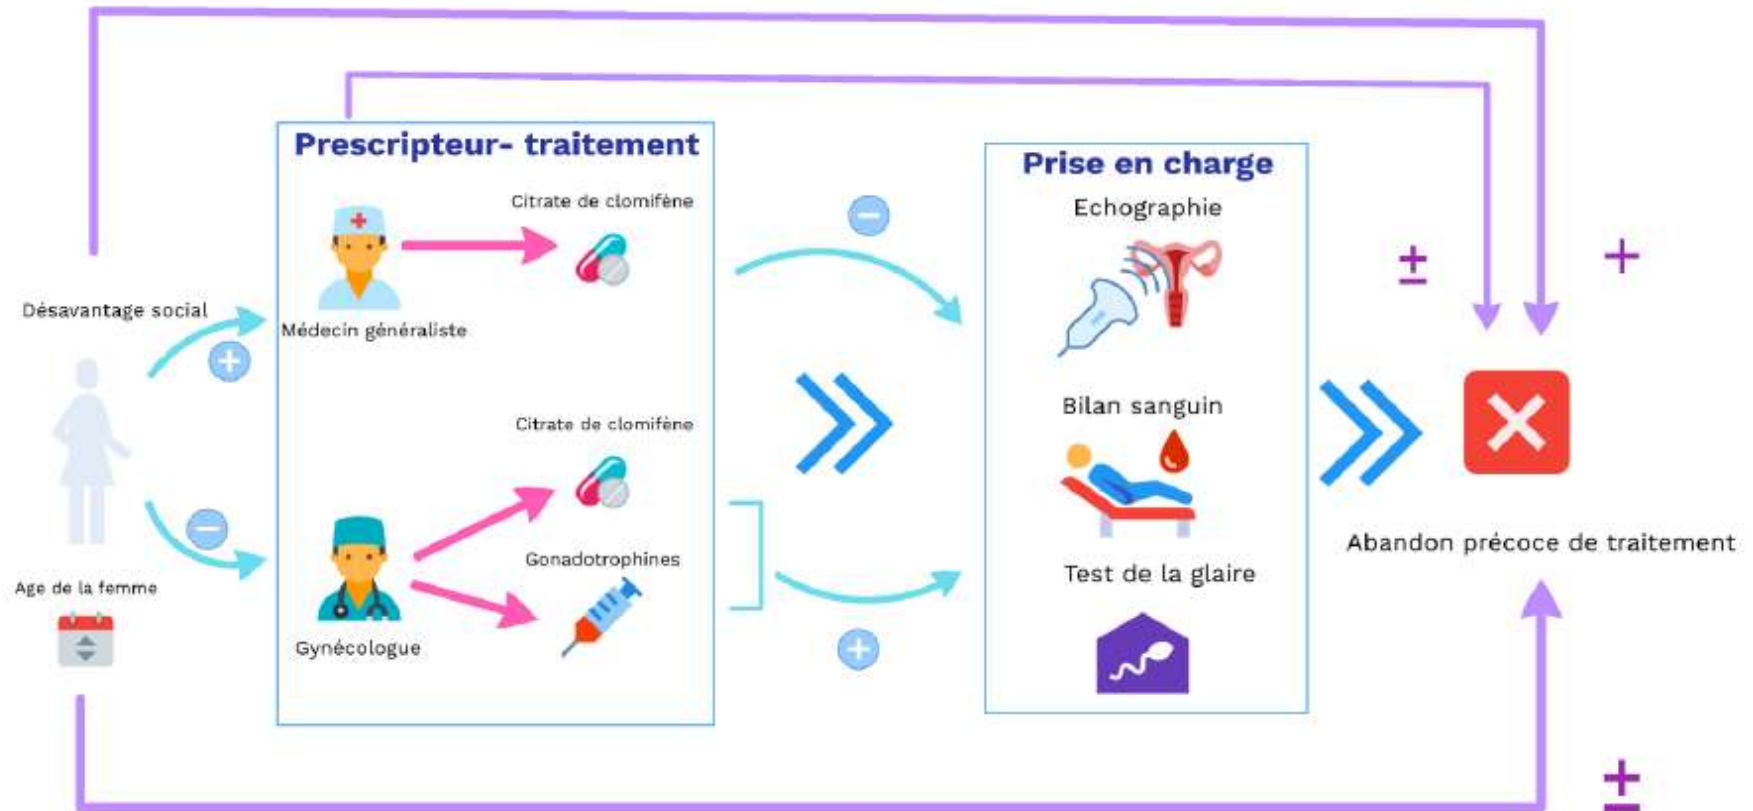 Prescripteur- traitement
Prise en charge
Citrate de clomifène
Echographie
±
+
Désavantage social
Médecin généraliste
Bilan sanguin
Citrate de clomifène
Abandon précoce de traitement
Gonadotrophines
Test de la glaire
Age de la femme
Gynécologue
±